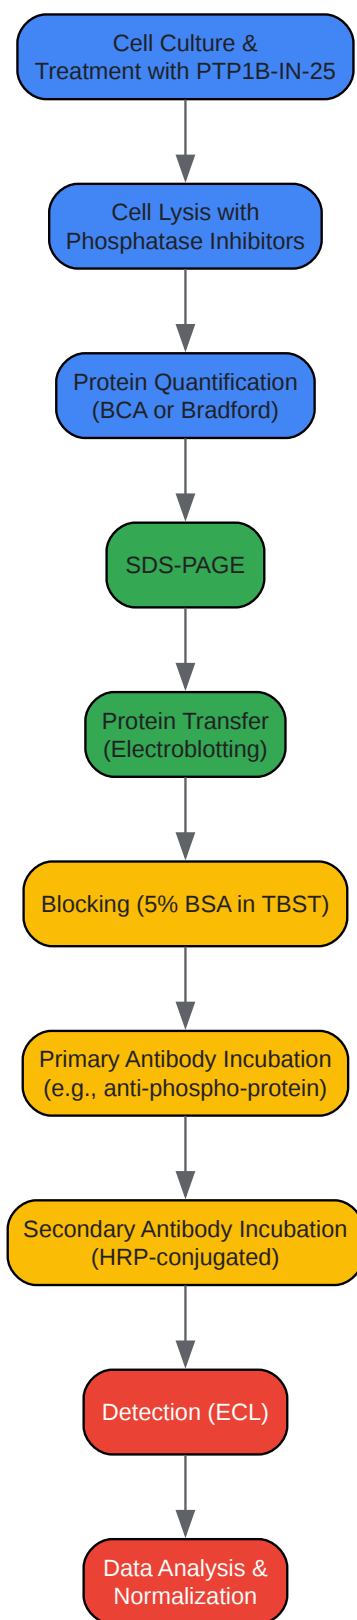 Cell Culture &
Treatment with PTP1B-IN-25
Cell Lysis with
Phosphatase Inhibitors
Protein Quantification
(BCA or Bradford)
SDS-PAGE
Protein Transfer
(Electroblotting)
Blocking (5% BSA in TBST)
Primary Antibody Incubation
(e.g., anti-phospho-protein)
Secondary Antibody Incubation
(HRP-conjugated)
Detection (ECL)
Data Analysis &
Normalization